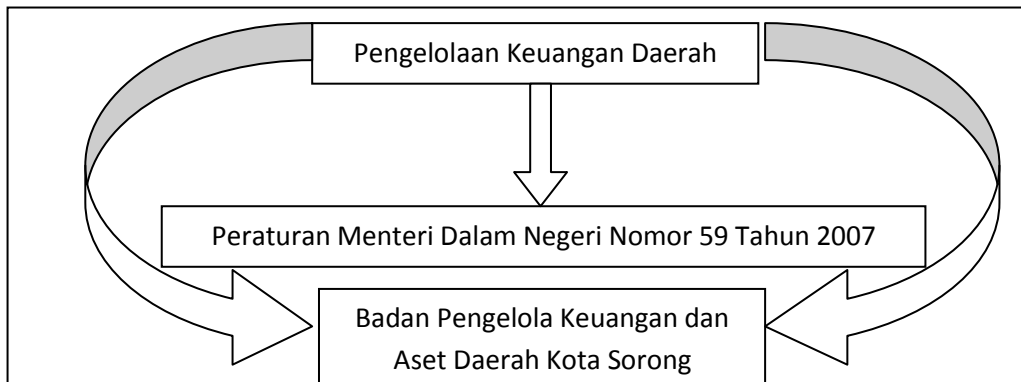 Pengelolaan Keuangan Daerah
Peraturan Menteri Dalam Negeri Nomor 59 Tahun 2007
Badan Pengelola Keuangan dan
Aset Daerah Kota Sorong